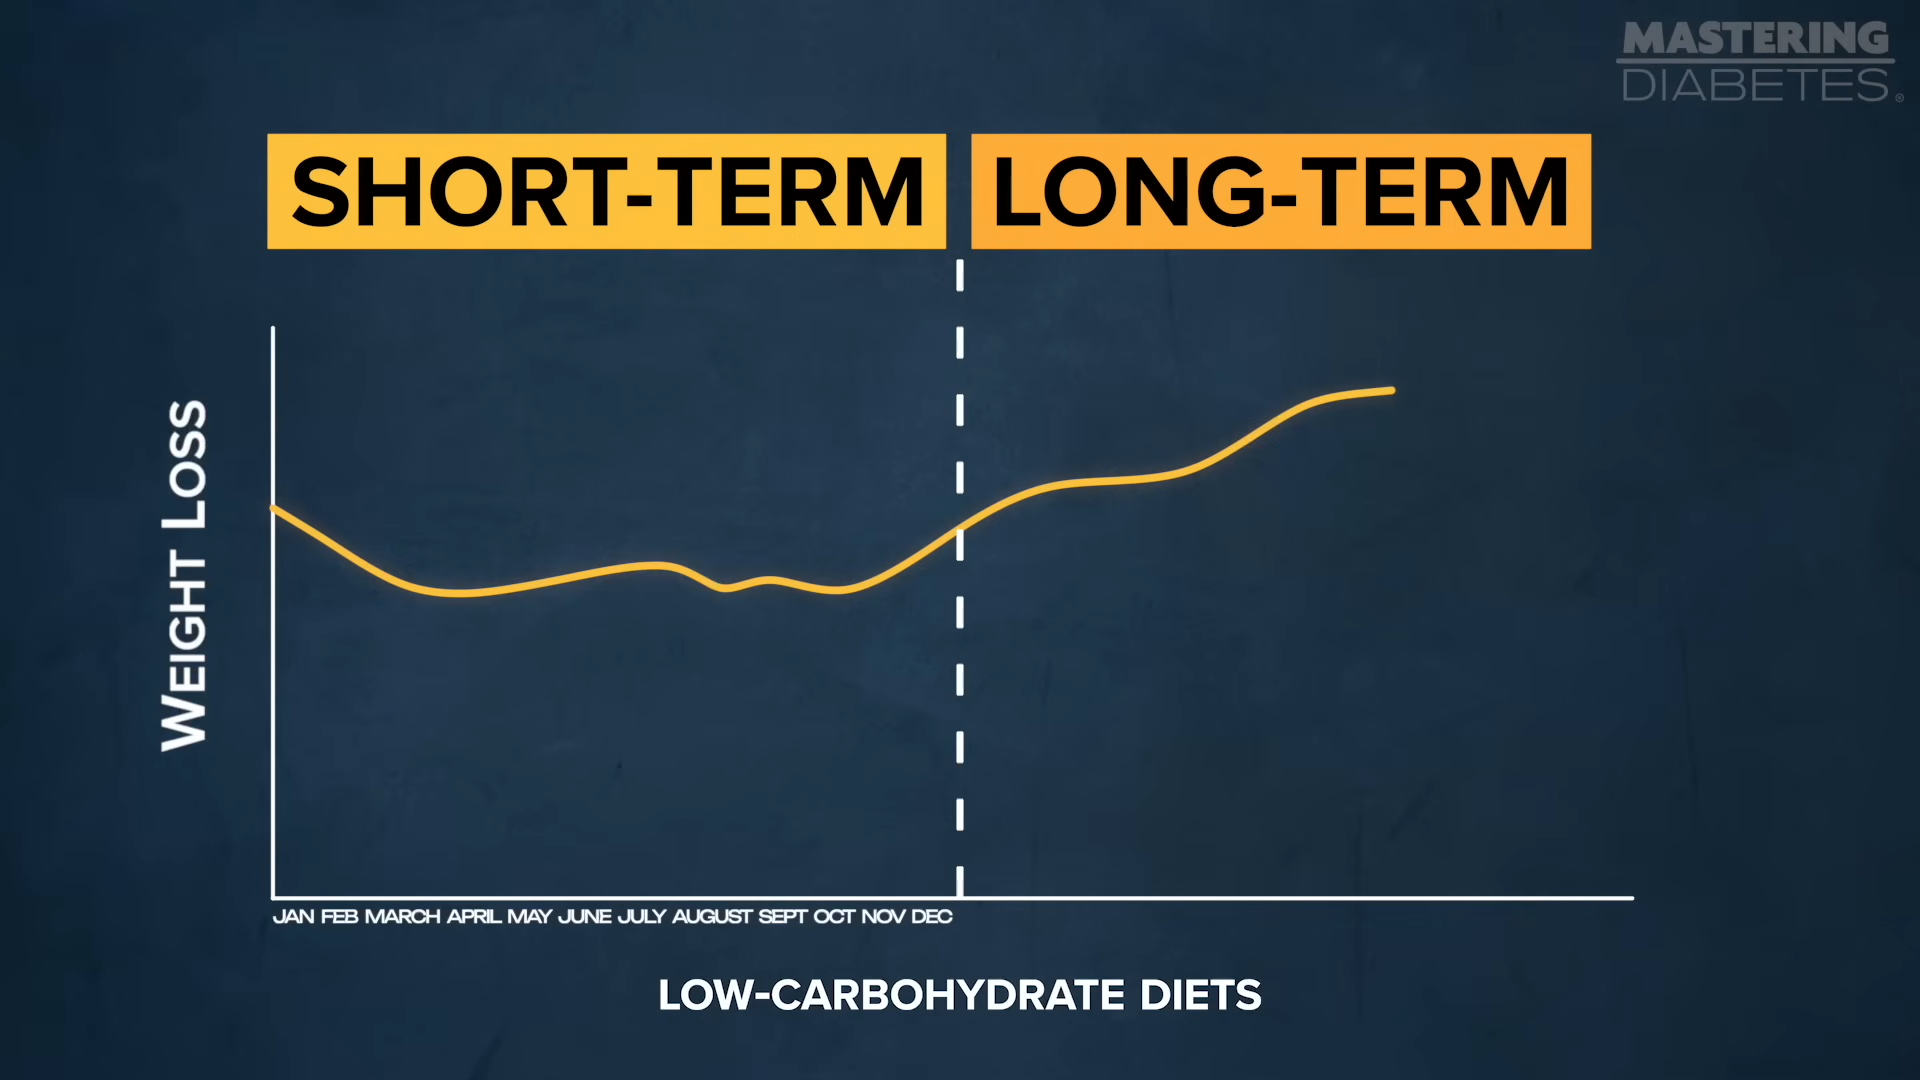 MASTERING
DIABETES®
SHORT-TERM LONG-TERM
WEIGHT LOSS
JAN FEB MARCH APRIL MAY JUNE JULY AUGUST SEPT OCT NOV DEC
LOW-CARBOHYDRATE DIETS